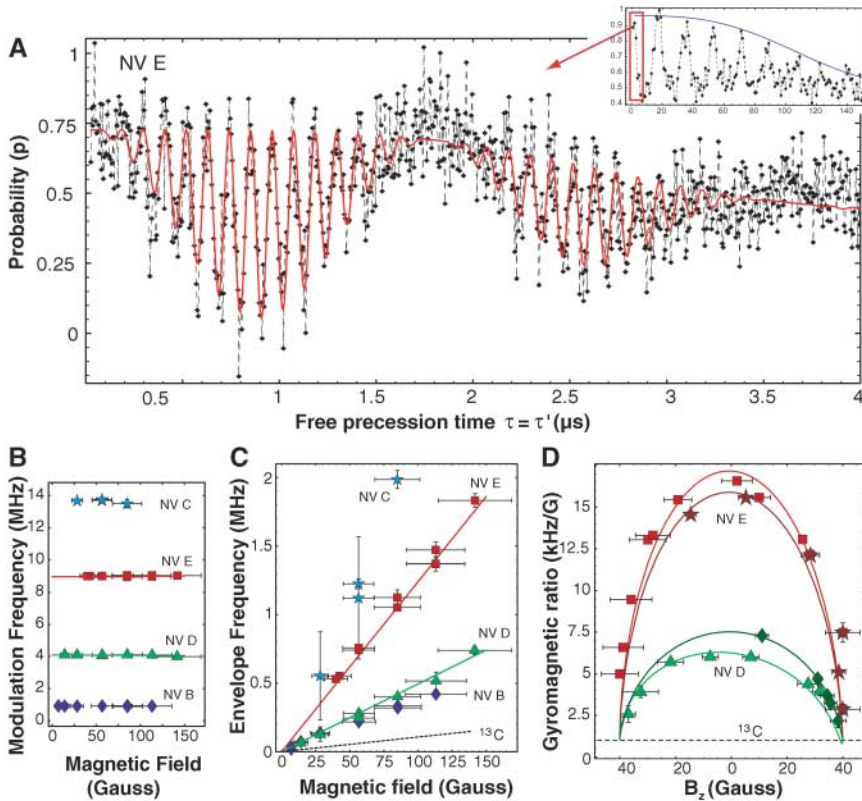 A
NV E
Probability (p)
1
0.75
0.5
0.25
0
0.5 1 1.5 2 2.5 3 3.5 4
Free precession time τ = τ' (μs)
1
0.9
0.8
0.7
0.6
0.5
0.4
0 20 40 60 80 100 120 140
B
Modulation Frequency (MHz)
14
12
10
8
6
4
2
0
NV C
NV E
NV D
NV B
0 50 100 150
Magnetic Field
(Gauss)
C
Envelope Frequency (MHz)
2
1.5
1
0.5
0
NV C
NV E
NV D
NV B
13C
0 25 50 75 100 125 150
Magnetic field (Gauss)
D
Gyromagnetic ratio (kHz/G)
15
12.5
10
7.5
5
2.5
1
NV E
NV D
13C
40 20 0 20 40
Bz (Gauss)